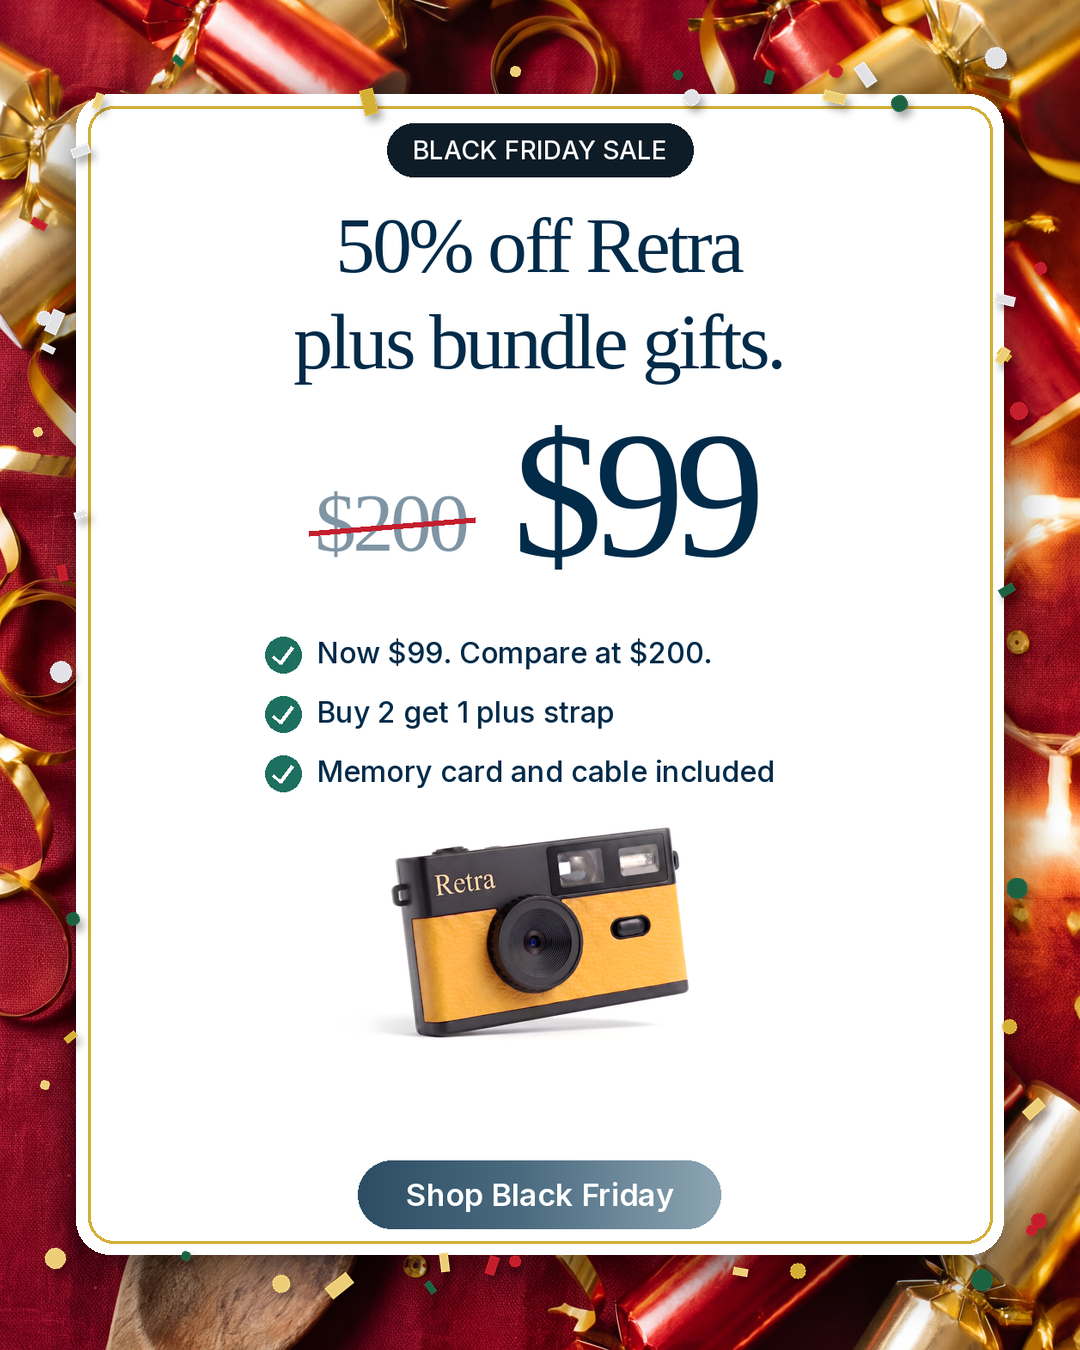 BLACK FRIDAY SALE
50% off Retra
plus bundle gifts.
$200 $99
Now $99. Compare at $200.
Buy 2 get 1 plus strap
Memory card and cable included
Retra
Shop Black Friday